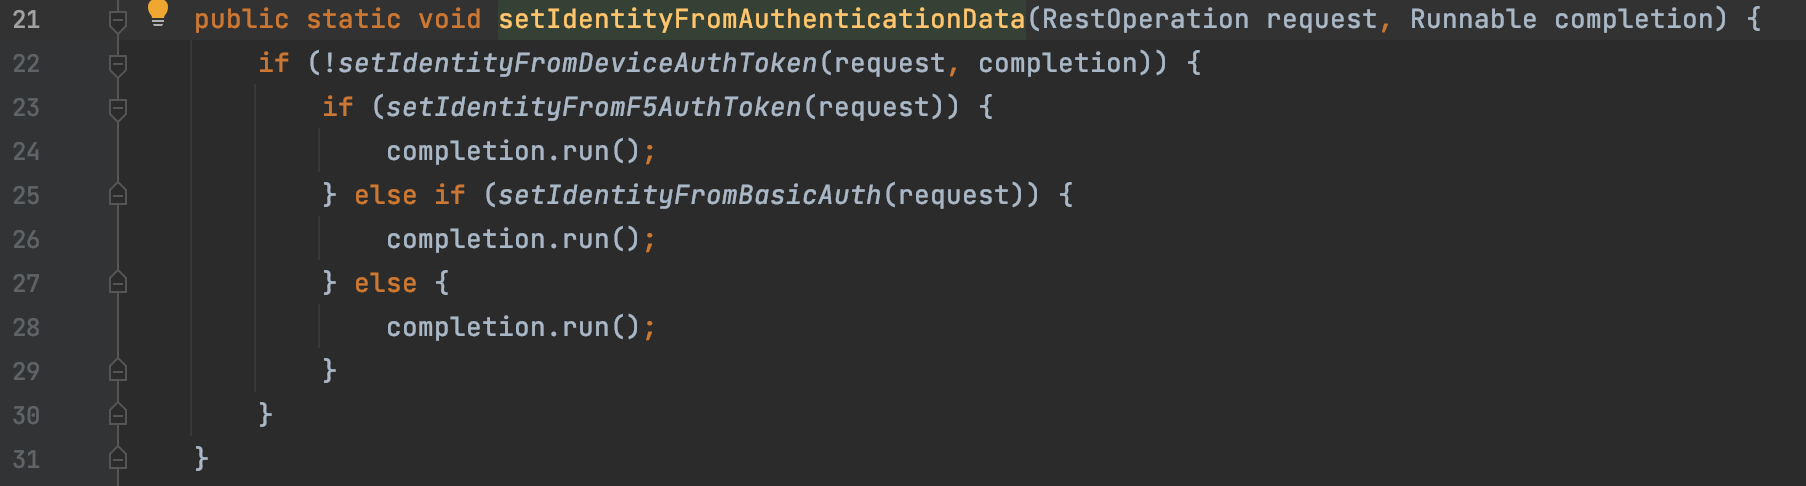 21 public static void setIdentityFromAuthenticationData(RestOperation request, Runnable completion) {
22 if (!setIdentityFromDeviceAuthToken(request, completion)) {
23 if (setIdentityFromF5AuthToken(request)) {
24 completion.run();
25 } else if (setIdentityFromBasicAuth(request)) {
26 completion.run();
27 } else {
28 completion.run();
29 }
30 }
31 }